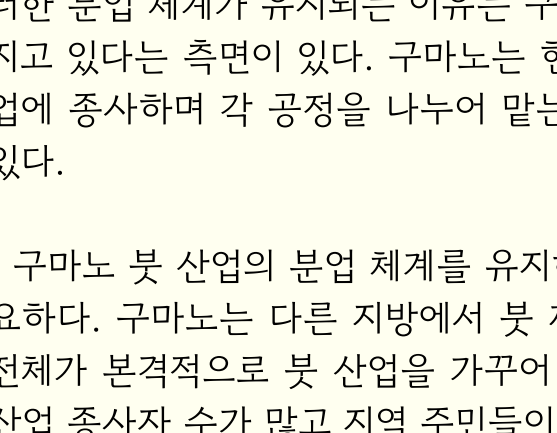 러한 분업 체계가 유지되는 이유는 구
지고 있다는 측면이 있다. 구마노는
업에 종사하며 각 공정을 나누어 맡는
있다.
구마노 붓 산업의 분업 체계를 유지
요하다. 구마노는 다른 지방에서 붓
전체가 본격적으로 붓 산업을 가꾸어
산업 종사자 수가 많고 지역 주민들이